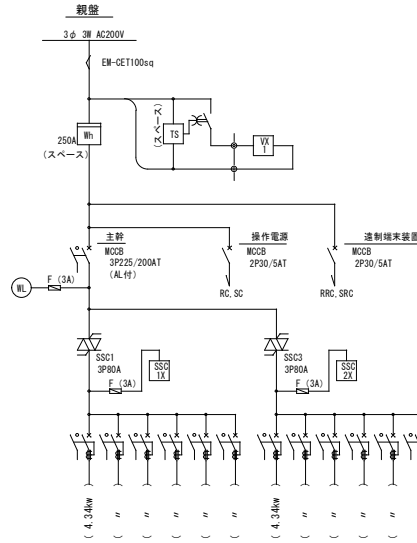 親盤
3φ 3W AC200V
EM-CET100sq
250A
Wh
(スペース)
(スペース)
TS
VX
1
主幹
MCCB
3P225/200AT
(AL付)
操作電源
MCCB
2P30/5AT
RC, SC
遠制端末装置
MCCB
2P30/5AT
RRC, SRC
WL
F (3A)
SSC1
3P80A
F (3A)
SSC
1X
SSC3
3P80A
F (3A)
SSC
2X
( 4.34kw )
( 〃 )
( 〃 )
( 〃 )
( 〃 )
( 〃 )
( 4.34kw )
( 〃 )
( 〃 )
( 〃 )
( 〃 )